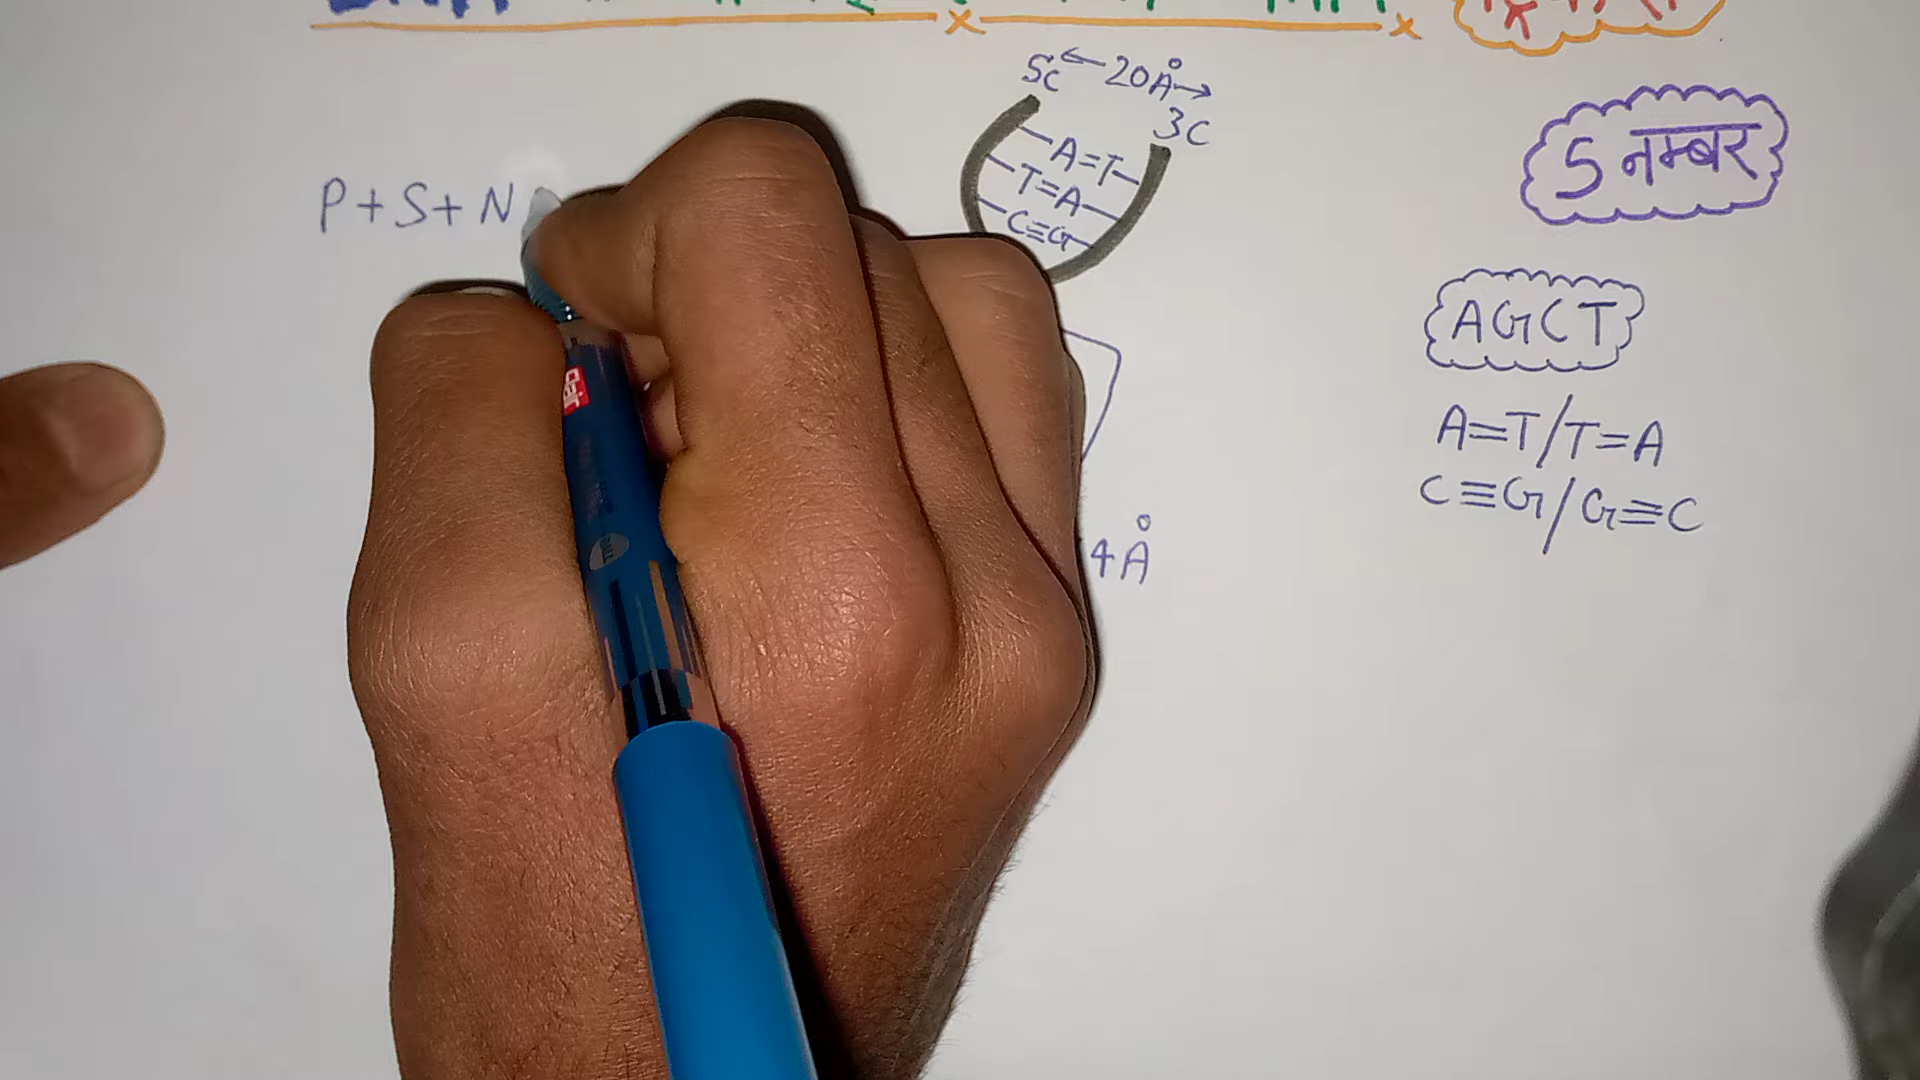 5C ←20Å→
3C
A=T
T=A
C≡G
P+S+N
5 नम्बर
AGCT
A=T/T=A
C≡G/G≡C
4Å